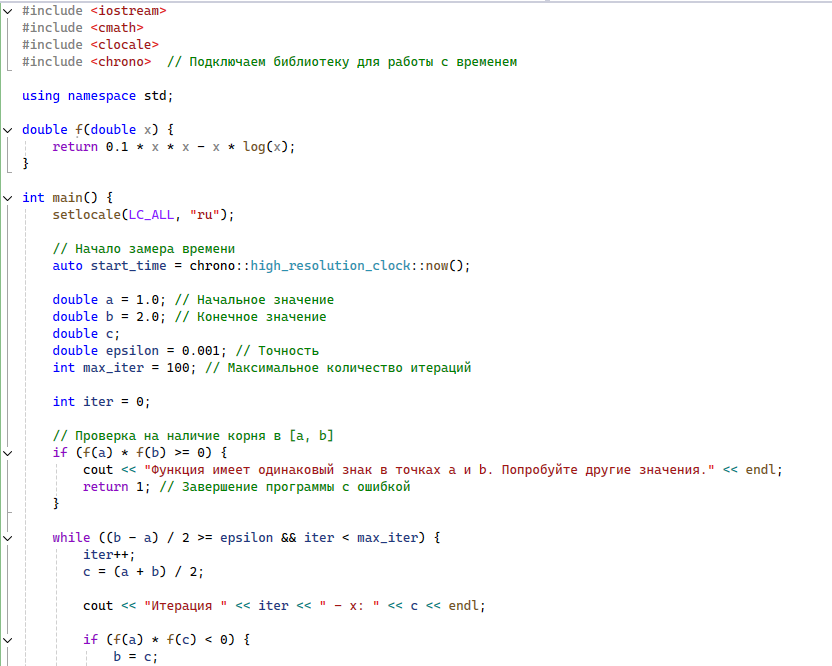 #include <iostream>
#include <cmath>
#include <clocale>
#include <chrono>  // Подключаем библиотеку для работы с временем

using namespace std;

double f(double x) {
    return 0.1 * x * x - x * log(x);
}

int main() {
    setlocale(LC_ALL, "ru");

    // Начало замера времени
    auto start_time = chrono::high_resolution_clock::now();

    double a = 1.0; // Начальное значение
    double b = 2.0; // Конечное значение
    double c;
    double epsilon = 0.001; // Точность
    int max_iter = 100; // Максимальное количество итераций

    int iter = 0;

    // Проверка на наличие корня в [a, b]
    if (f(a) * f(b) >= 0) {
        cout << "Функция имеет одинаковый знак в точках a и b. Попробуйте другие значения." << endl;
        return 1; // Завершение программы с ошибкой
    }

    while ((b - a) / 2 >= epsilon && iter < max_iter) {
        iter++;
        c = (a + b) / 2;

        cout << "Итерация " << iter << " - x: " << c << endl;

        if (f(a) * f(c) < 0) {
            b = c;